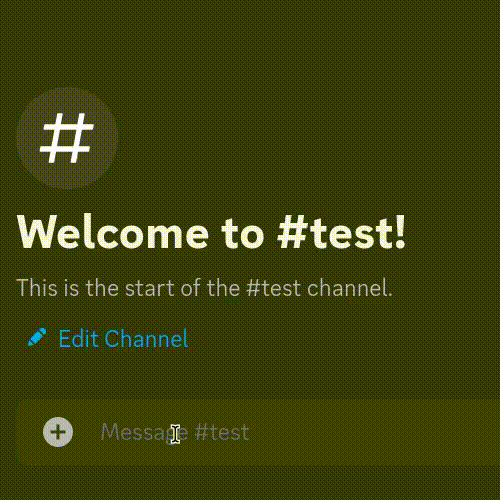 #
Welcome to #test!
This is the start of the #test channel.
Edit Channel
Message #test